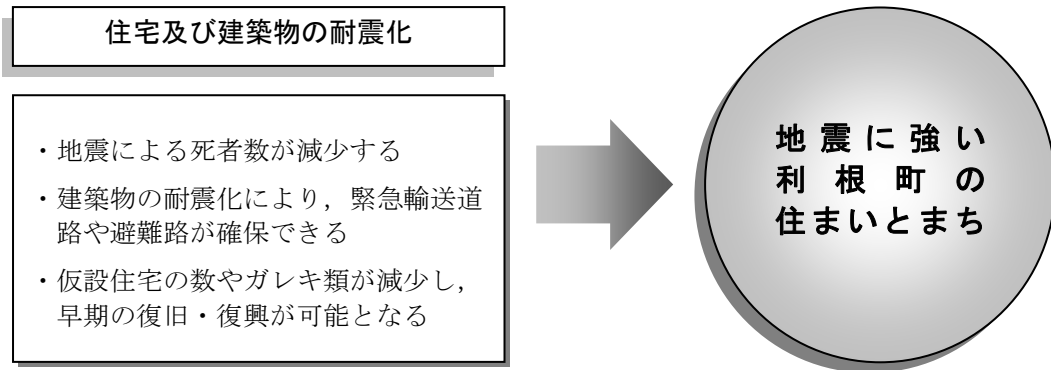 住宅及び建築物の耐震化
・地震による死者数が減少する
・建築物の耐震化により，緊急輸送道
路や避難路が確保できる
・仮設住宅の数やガレキ類が減少し，
早期の復旧・復興が可能となる
地震に強い
利根町の
住まいとまち